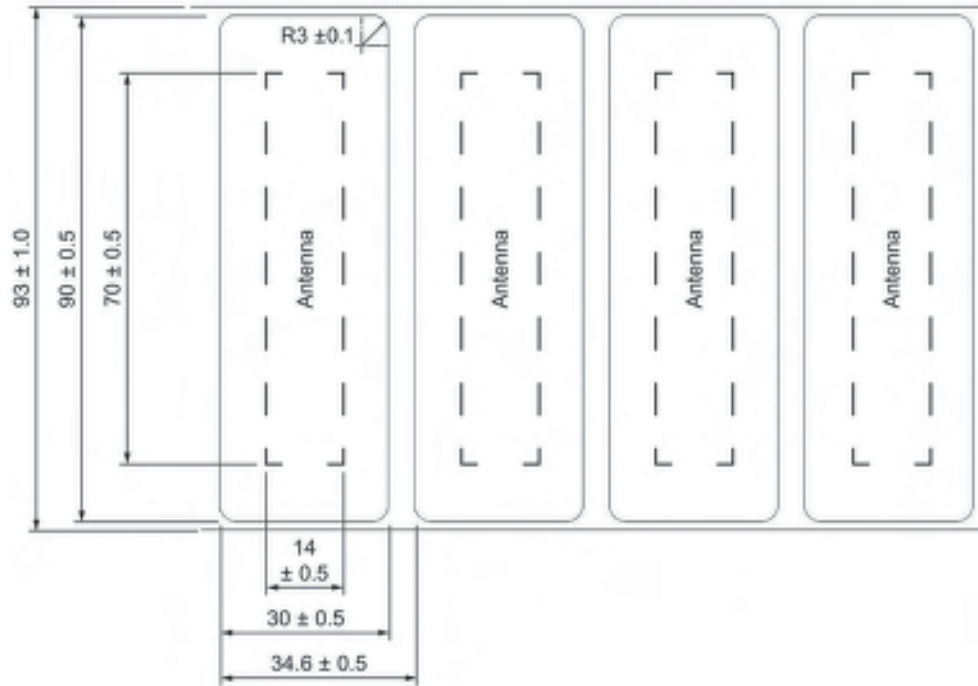 R3 ±0.1
93 ± 1.0
90 ± 0.5
70 ± 0.5
Antenna
Antenna
Antenna
Antenna
14
± 0.5
30 ± 0.5
34.6 ± 0.5